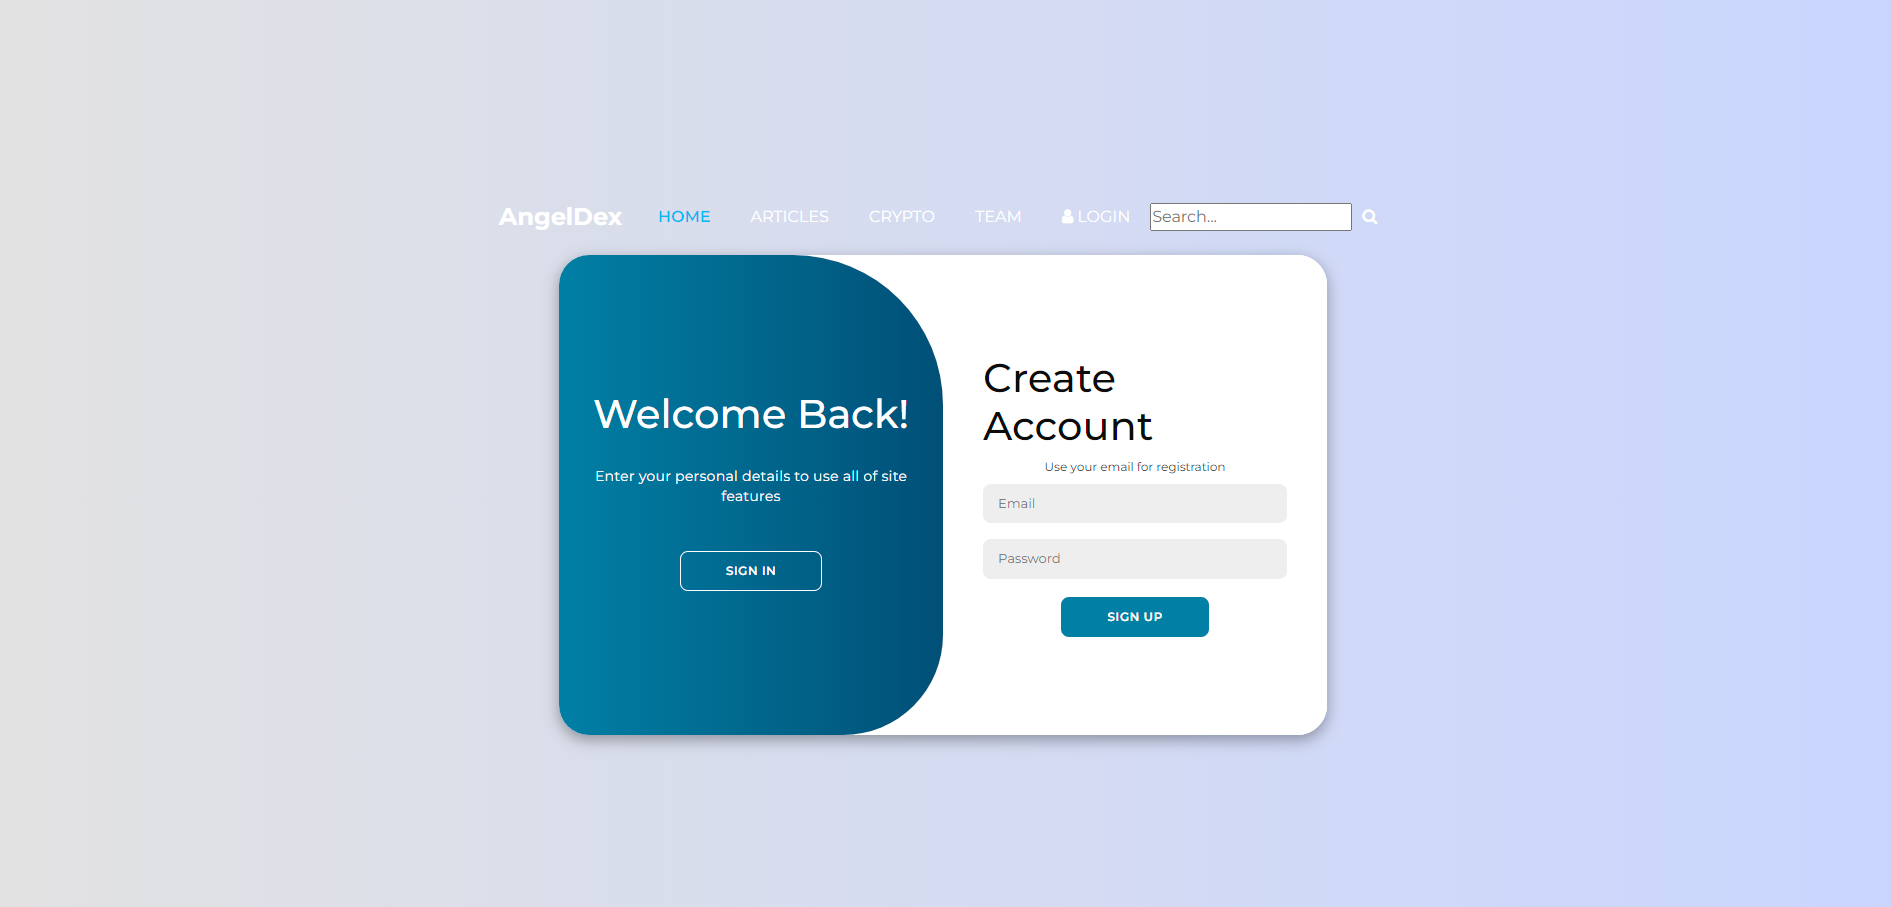 AngelDex HOME ARTICLES CRYPTO TEAM LOGIN Search...
Welcome Back!
Enter your personal details to use all of site
features
SIGN IN
Create
Account
Use your email for registration
Email
Password
SIGN UP